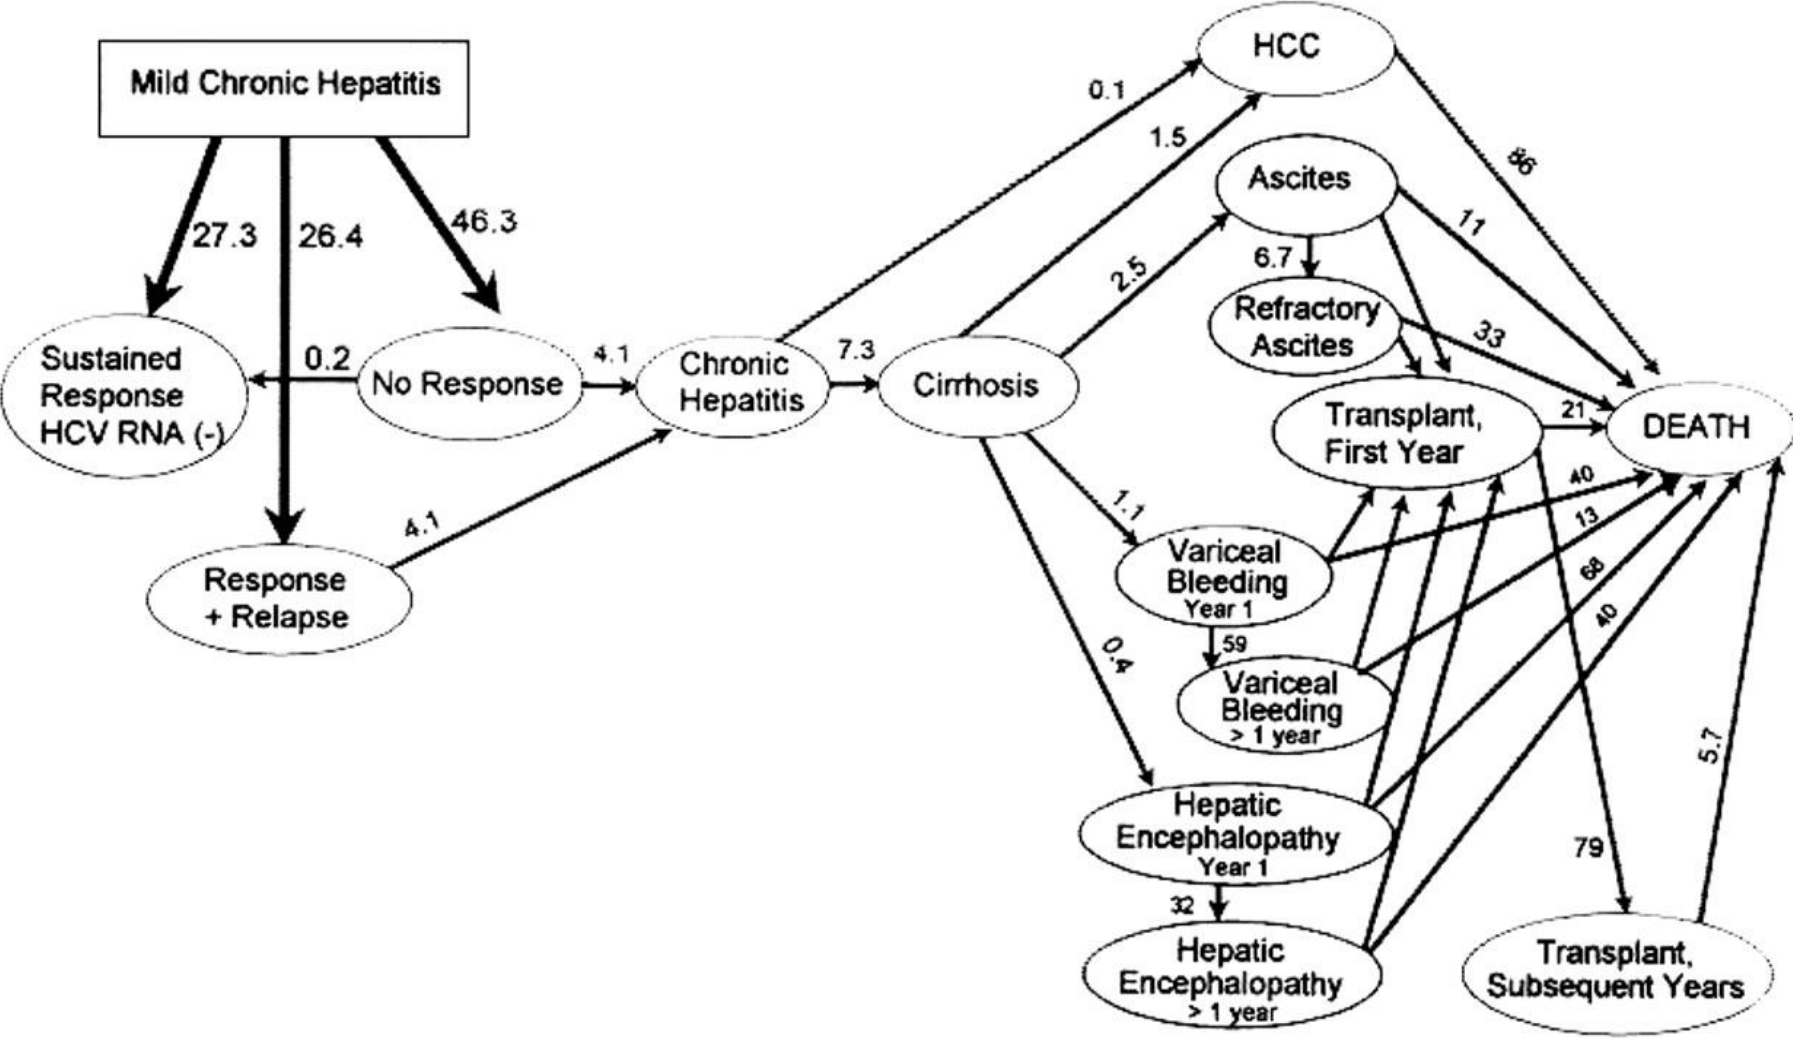 Mild Chronic Hepatitis
27.3
26.4
46.3
Sustained
Response
HCV RNA (-)
0.2
No Response
4.1
Response
+ Relapse
4.1
Chronic
Hepatitis
7.3
Cirrhosis
0.1
1.5
2.5
1.1
0.4
HCC
86
Ascites
11
6.7
Refractory
Ascites
33
Transplant,
First Year
21
DEATH
40
13
68
40
Variceal
Bleeding
Year 1
59
Variceal
Bleeding
> 1 year
Hepatic
Encephalopathy
Year 1
32
Hepatic
Encephalopathy
> 1 year
79
5.7
Transplant,
Subsequent Years